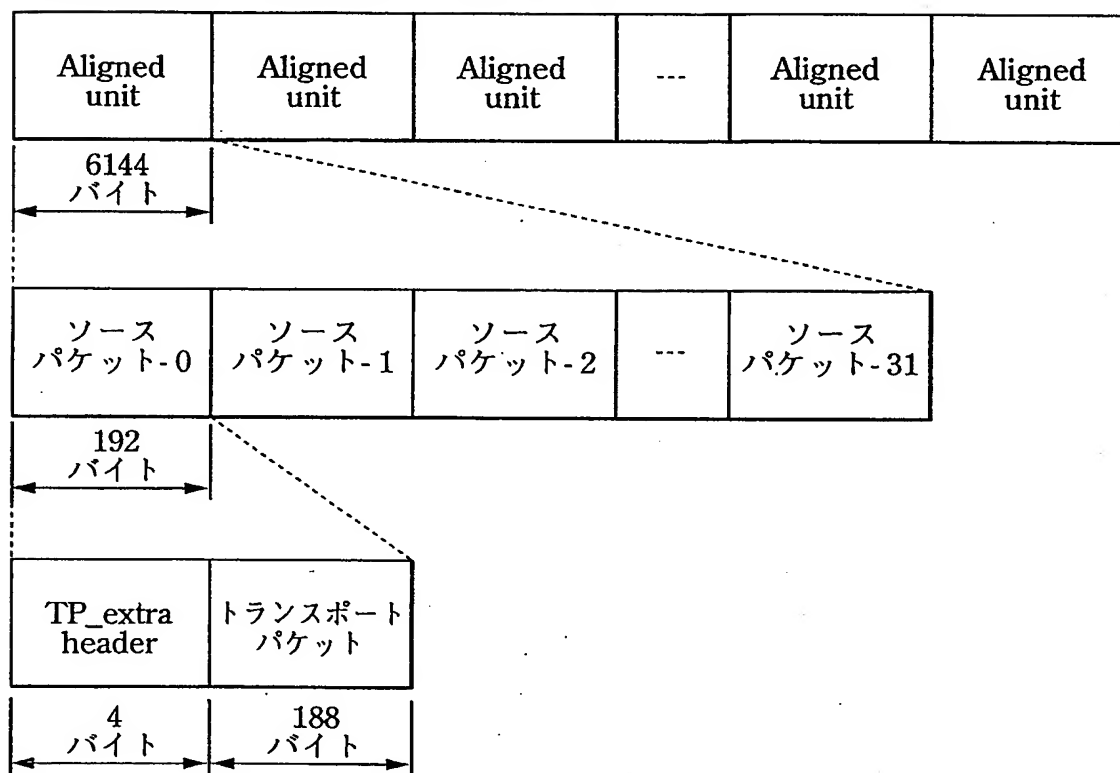 Aligned
unit
Aligned
unit
Aligned
unit
---
Aligned
unit
Aligned
unit
6144
バイト
ソース
パケット-0
ソース
パケット-1
ソース
パケット-2
---
ソース
パケット-31
192
バイト
TP_extra
header
トランスポート
パケット
4
バイト
188
バイト